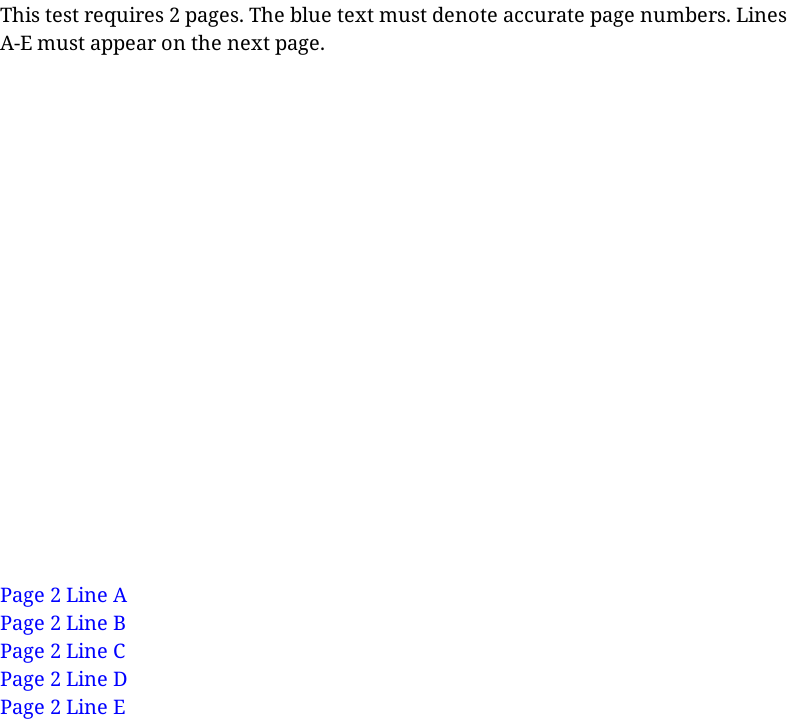 This test requires 2 pages. The blue text must denote accurate page numbers. Lines
A-E must appear on the next page.
Page 2 Line A
Page 2 Line B
Page 2 Line C
Page 2 Line D
Page 2 Line E